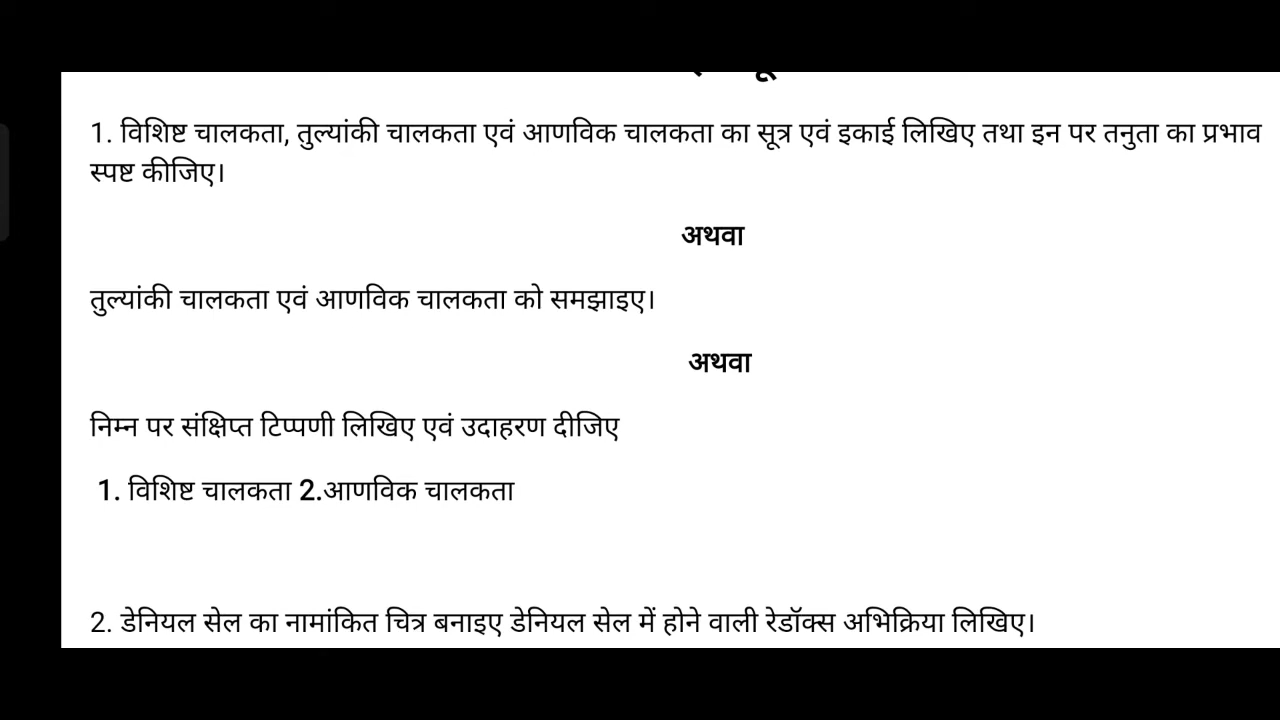 1. विशिष्ट चालकता, तुल्यांकी चालकता एवं आणविक चालकता का सूत्र एवं इकाई लिखिए तथा इन पर तनुता का प्रभाव
स्पष्ट कीजिए।
अथवा
तुल्यांकी चालकता एवं आणविक चालकता को समझाइए।
अथवा
निम्न पर संक्षिप्त टिप्पणी लिखिए एवं उदाहरण दीजिए
1. विशिष्ट चालकता 2.आणविक चालकता
2. डेनियल सेल का नामांकित चित्र बनाइए डेनियल सेल में होने वाली रेडॉक्स अभिक्रिया लिखिए।